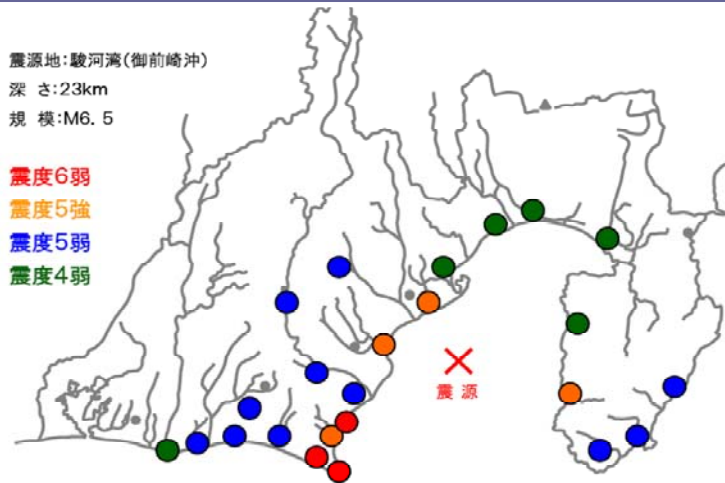 震源地:駿河湾(御前崎沖)
深 さ:23km
規 模:M6. 5
震度6弱
震度5強
震度5弱
震度4弱
震 源